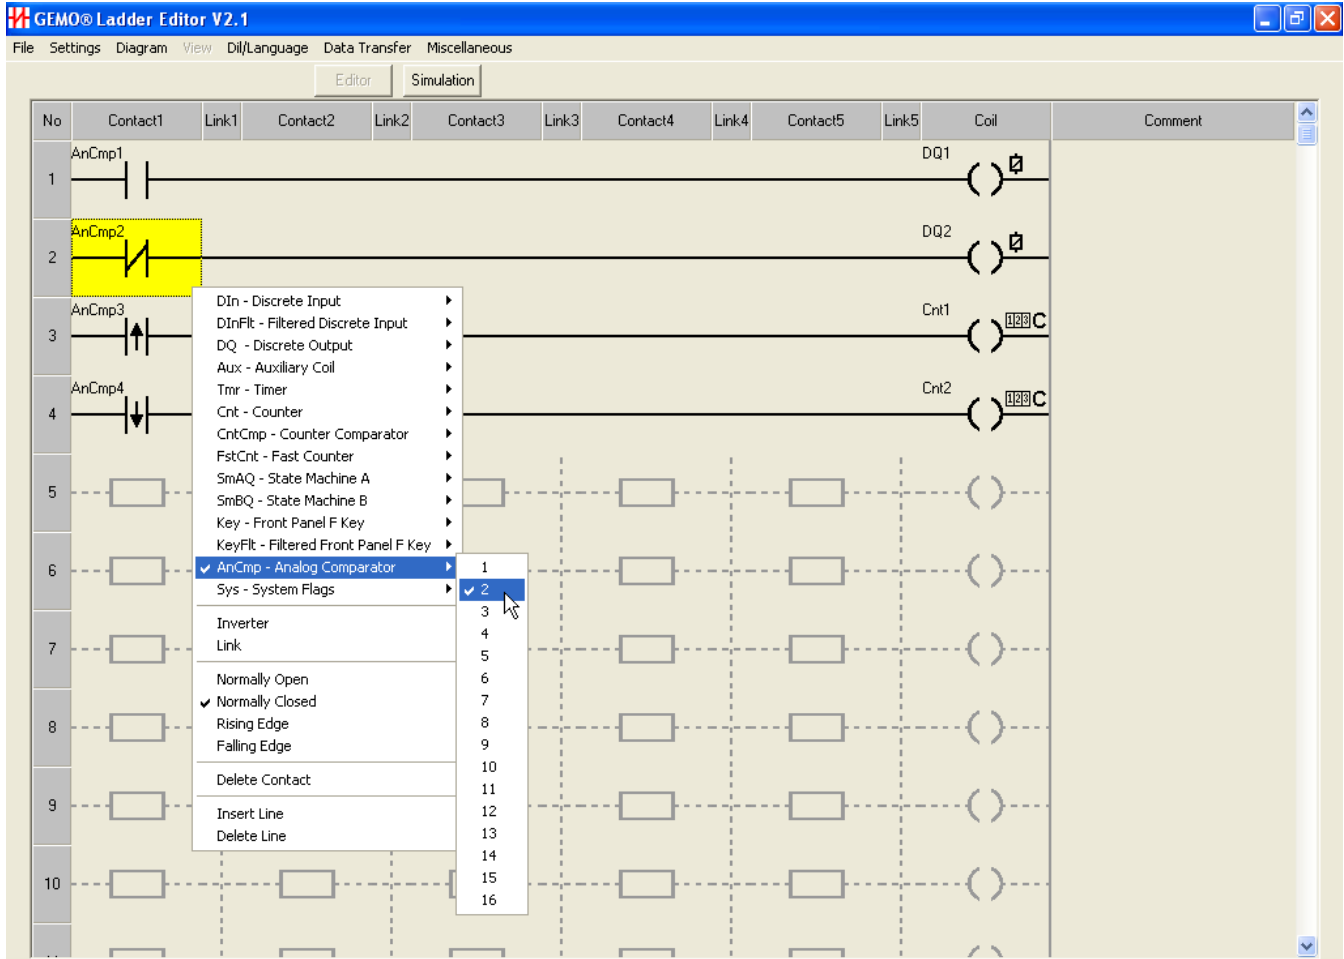 GEMO® Ladder Editor V2.1
File Settings Diagram View Dil/Language Data Transfer Miscellaneous
Editor Simulation
No Contact1 Link1 Contact2 Link2 Contact3 Link3 Contact4 Link4 Contact5 Link5 Coil Comment
1 AnCmp1 DQ1
2 AnCmp2 DQ2
3 AnCmp3 Cnt1 123 C
4 AnCmp4 Cnt2 123 C
5
6
7
8
9
10
DIn - Discrete Input
DInFlt - Filtered Discrete Input
DQ - Discrete Output
Aux - Auxiliary Coil
Tmr - Timer
Cnt - Counter
CntCmp - Counter Comparator
FstCnt - Fast Counter
SmAQ - State Machine A
SmBQ - State Machine B
Key - Front Panel F Key
KeyFlt - Filtered Front Panel F Key
AnCmp - Analog Comparator
Sys - System Flags
Inverter
Link
Normally Open
Normally Closed
Rising Edge
Falling Edge
Delete Contact
Insert Line
Delete Line
1
2
3
4
5
6
7
8
9
10
11
12
13
14
15
16